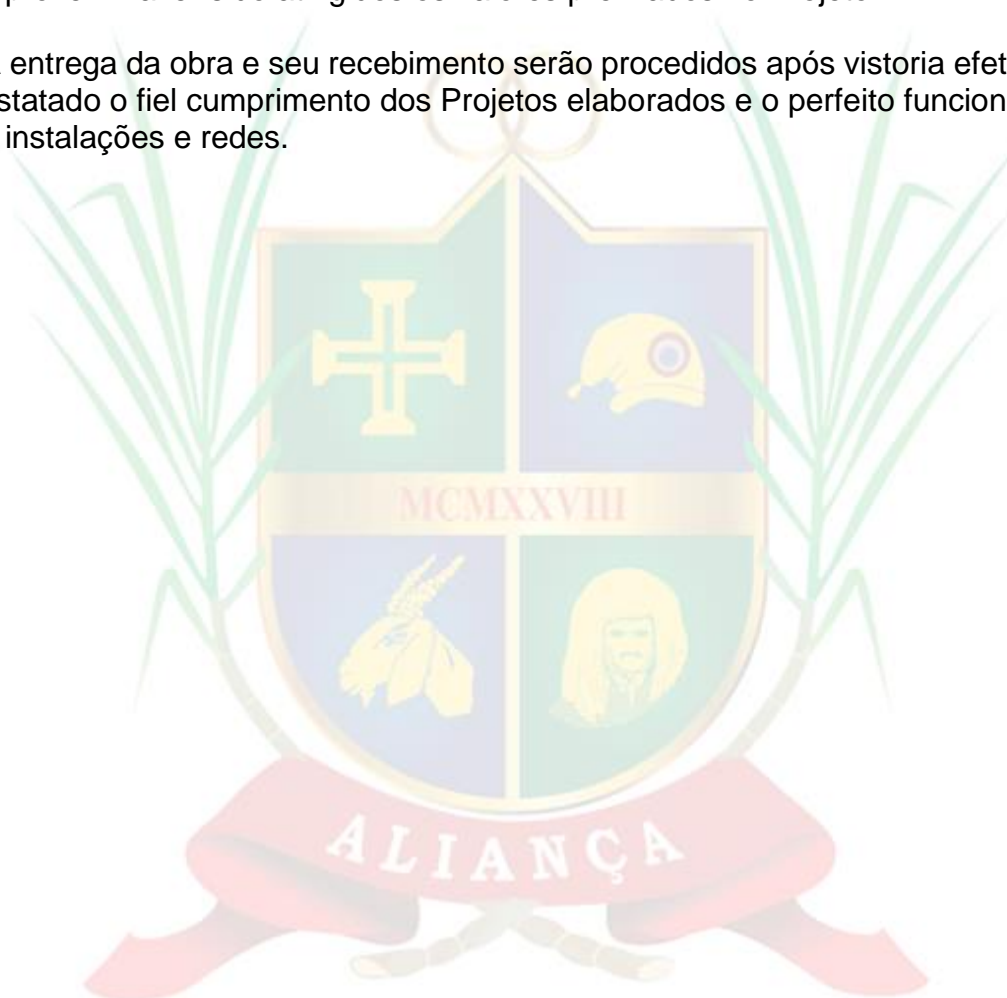 entrega da obra e seu recebimento serão procedidos após vistoria efet
statado o fiel cumprimento dos Projetos elaborados e o perfeito funcion
instalações e redes.
MCMXXVIII
ALIANÇA